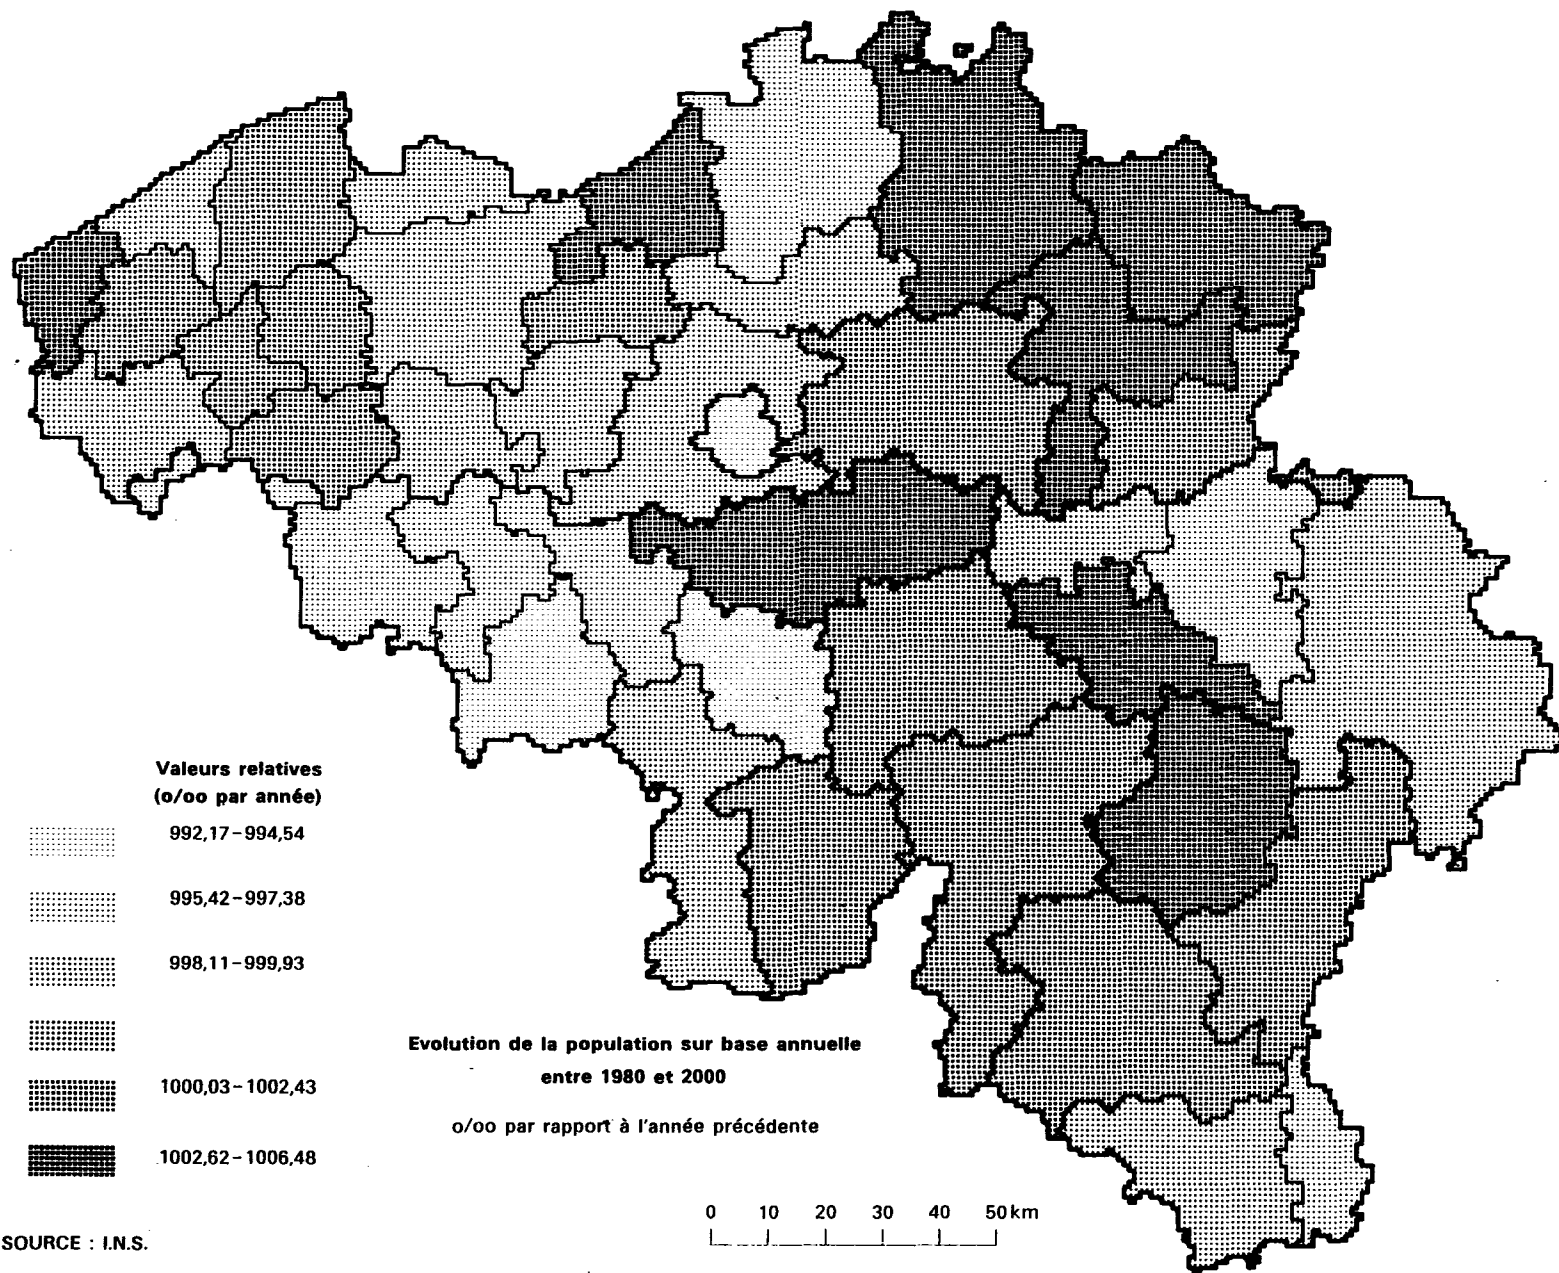 Valeurs relatives
(o/oo par année)
992,17-994,54
995,42-997,38
998,11-999,93
1000,03-1002,43
1002,62-1006,48
Evolution de la population sur base annuelle
entre 1980 et 2000
o/oo par rapport à l'année précédente
0 10 20 30 40 50 km
SOURCE : I.N.S.